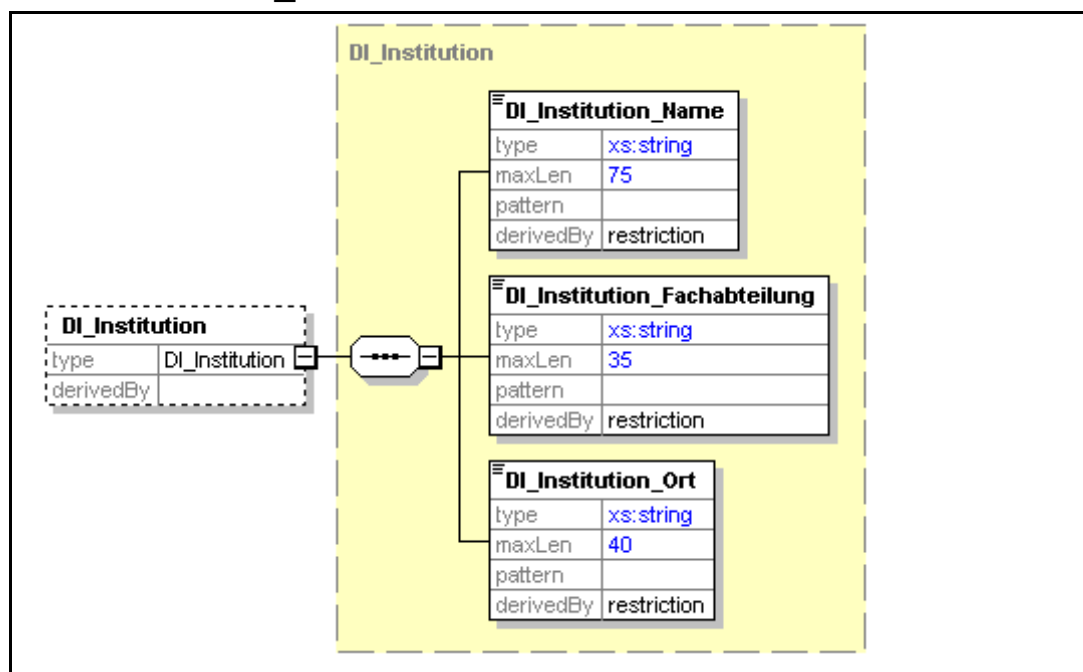 DI_Institution
DI_Institution_Name
type xs:string
maxLen 75
pattern
derivedBy restriction
DI_Institution_Fachabteilung
type xs:string
maxLen 35
pattern
derivedBy restriction
DI_Institution
type DI_Institution
derivedBy
DI_Institution_Ort
type xs:string
maxLen 40
pattern
derivedBy restriction